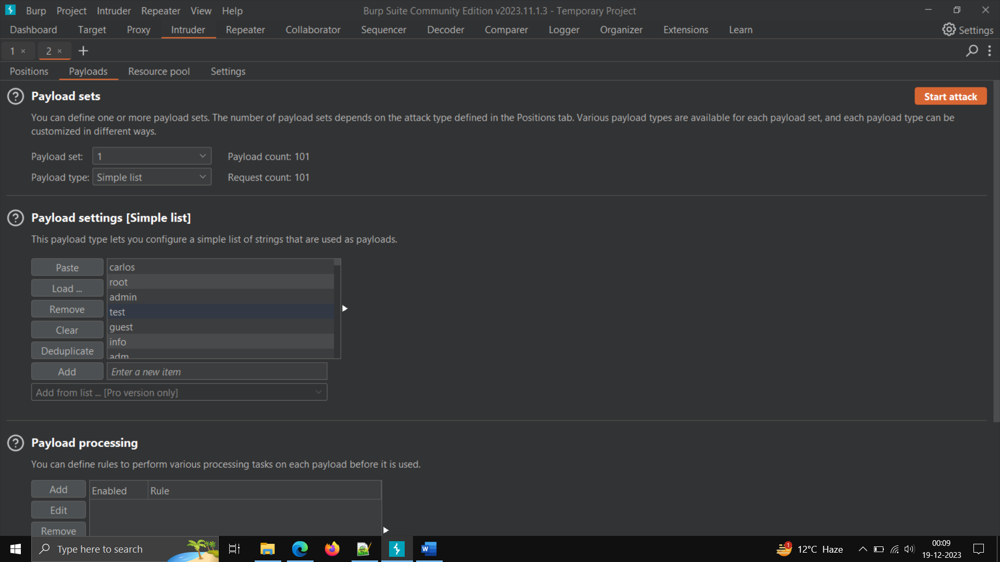 Burp Project Intruder Repeater View Help Burp Suite Community Edition v2023.11.1.3 - Temporary Project
Dashboard Target Proxy Intruder Repeater Collaborator Sequencer Decoder Comparer Logger Organizer Extensions Learn Settings
1 × 2 × +
Positions Payloads Resource pool Settings
? Payload sets Start attack
You can define one or more payload sets. The number of payload sets depends on the attack type defined in the Positions tab. Various payload types are available for each payload set, and each payload type can be
customized in different ways.
Payload set: 1 Payload count: 101
Payload type: Simple list Request count: 101
? Payload settings [Simple list]
This payload type lets you configure a simple list of strings that are used as payloads.
Paste carlos
root
Load ... admin
Remove test
Clear guest
info
Deduplicate adm
Add Enter a new item
Add from list ... [Pro version only]
? Payload processing
You can define rules to perform various processing tasks on each payload before it is used.
Add Enabled Rule
Edit
Remove
Type here to search W 1 12°C Haze 00:09
19-12-2023